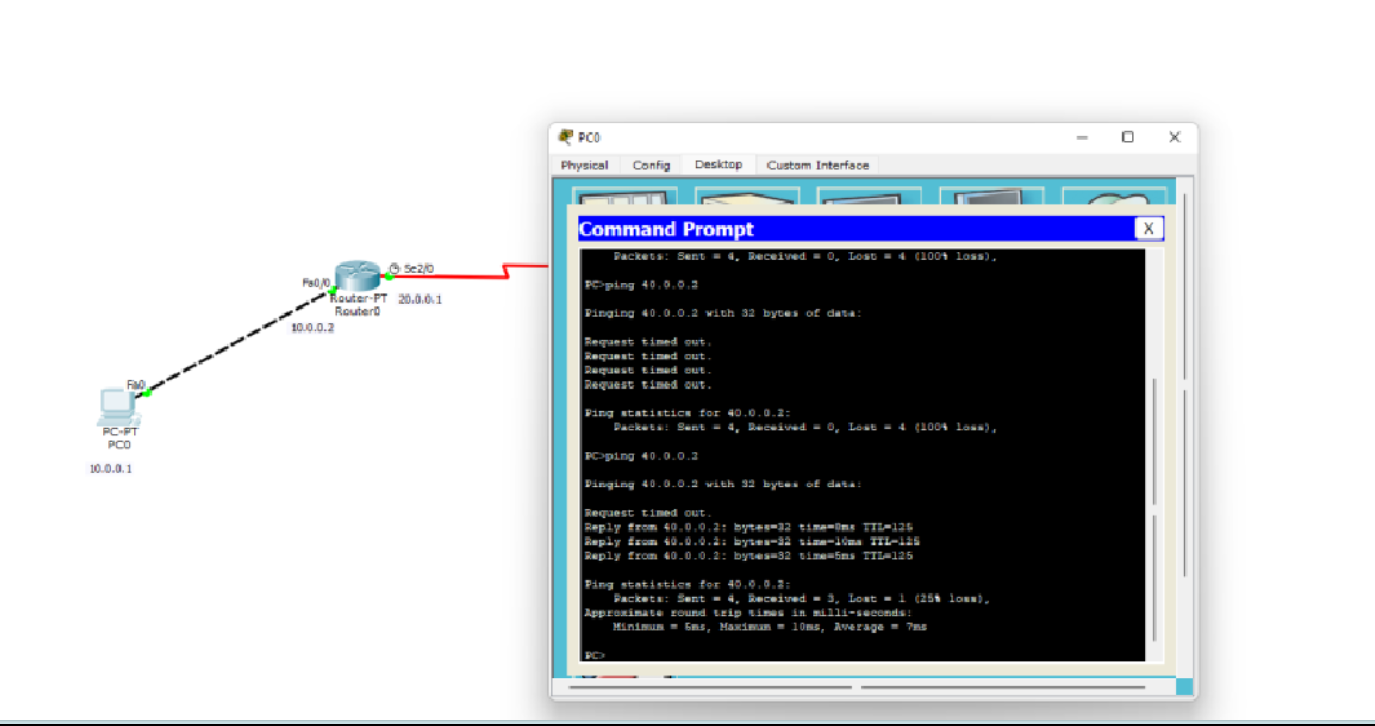 PC0
Physical Config Desktop Custom Interface
Command Prompt
X
Packets: Sent = 4, Received = 0, Lost = 4 (100% loss),
PC>ping 40.0.0.2
Pinging 40.0.0.2 with 32 bytes of data:
Request timed out.
Request timed out.
Request timed out.
Request timed out.
Ping statistics for 40.0.0.2:
Packets: Sent = 4, Received = 0, Lost = 4 (100% loss),
PC>ping 40.0.0.2
Pinging 40.0.0.2 with 32 bytes of data:
Request timed out.
Reply from 40.0.0.2: bytes=32 time=8ms TTL=125
Reply from 40.0.0.2: bytes=32 time=10ms TTL=125
Reply from 40.0.0.2: bytes=32 time=5ms TTL=125
Ping statistics for 40.0.0.2:
Packets: Sent = 4, Received = 3, Lost = 1 (25% loss),
Approximate round trip times in milli-seconds:
Minimum = 5ms, Maximum = 10ms, Average = 7ms
PC>
Se2/0
Fa0/0
Router-PT
Router0
20.0.0.1
10.0.0.2
Fa0
PC-PT
PC0
10.0.0.1